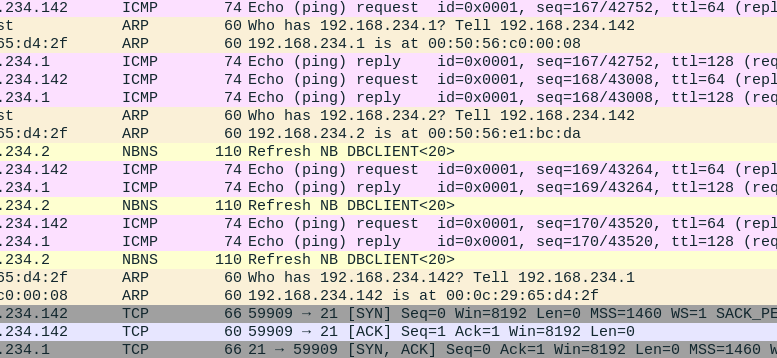 .234.142 ICMP 74 Echo (ping) request id=0x0001, seq=167/42752, ttl=64 (repl
st ARP 60 Who has 192.168.234.1? Tell 192.168.234.142
65:d4:2f ARP 60 192.168.234.1 is at 00:50:56:c0:00:08
.234.1 ICMP 74 Echo (ping) reply id=0x0001, seq=167/42752, ttl=128 (req
.234.142 ICMP 74 Echo (ping) request id=0x0001, seq=168/43008, ttl=64 (repl
.234.1 ICMP 74 Echo (ping) reply id=0x0001, seq=168/43008, ttl=128 (req
st ARP 60 Who has 192.168.234.2? Tell 192.168.234.142
65:d4:2f ARP 60 192.168.234.2 is at 00:50:56:e1:bc:da
.234.2 NBNS 110 Refresh NB DBCLIENT<20>
.234.142 ICMP 74 Echo (ping) request id=0x0001, seq=169/43264, ttl=64 (repl
.234.1 ICMP 74 Echo (ping) reply id=0x0001, seq=169/43264, ttl=128 (req
.234.2 NBNS 110 Refresh NB DBCLIENT<20>
.234.142 ICMP 74 Echo (ping) request id=0x0001, seq=170/43520, ttl=64 (repl
.234.1 ICMP 74 Echo (ping) reply id=0x0001, seq=170/43520, ttl=128 (req
.234.2 NBNS 110 Refresh NB DBCLIENT<20>
65:d4:2f ARP 60 Who has 192.168.234.142? Tell 192.168.234.1
c0:00:08 ARP 60 192.168.234.142 is at 00:0c:29:65:d4:2f
.234.142 TCP 66 59909 → 21 [SYN] Seq=0 Win=8192 Len=0 MSS=1460 WS=1 SACK_PE
.234.142 TCP 60 59909 → 21 [ACK] Seq=1 Ack=1 Win=8192 Len=0
.234.1 TCP 66 21 → 59909 [SYN, ACK] Seq=0 Ack=1 Win=8192 Len=0 MSS=1460 W